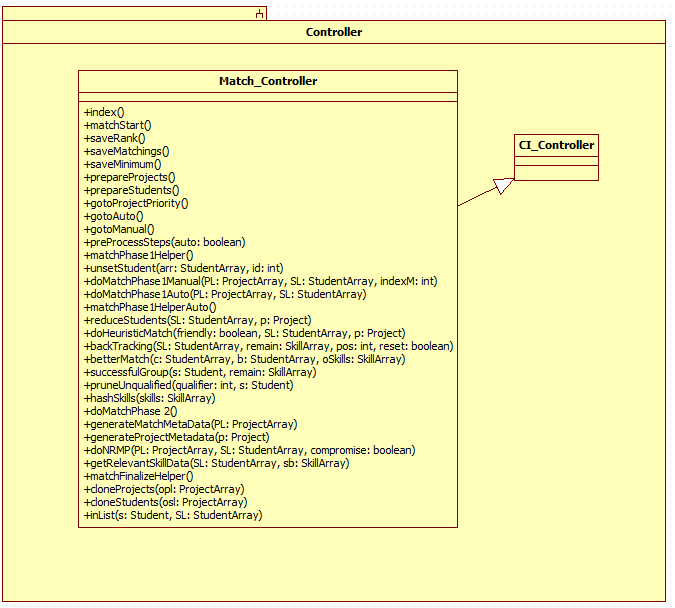 Controller
Match_Controller
+index()
+matchStart()
+saveRank()
+saveMatchings()
+saveMinimum()
+prepareProjects()
+prepareStudents()
+gotoProjectPriority()
+gotoAuto()
+gotoManual()
+preProcessSteps(auto: boolean)
+matchPhase1Helper()
+unsetStudent(arr: StudentArray, id: int)
+doMatchPhase1Manual(PL: ProjectArray, SL: StudentArray, indexM: int)
+doMatchPhase1Auto(PL: ProjectArray, SL: StudentArray)
+matchPhase1HelperAuto()
+reduceStudents(SL: StudentArray, p: Project)
+doHeuristicMatch(friendly: boolean, SL: StudentArray, p: Project)
+backTracking(SL: StudentArray, remain: SkillArray, pos: int, reset: boolean)
+betterMatch(c: StudentArray, b: StudentArray, oSkills: SkillArray)
+successfulGroup(s: Student, remain: SkillArray)
+pruneUnqualified(qualifier: int, s: Student)
+hashSkills(skills: SkillArray)
+doMatchPhase 2()
+generateMatchMetaData(PL: ProjectArray)
+generateProjectMetadata(p: Project)
+doNRMP(PL: ProjectArray, SL: StudentArray, compromise: boolean)
+getRelevantSkillData(SL: StudentArray, sb: SkillArray)
+matchFinalizeHelper()
+cloneProjects(opl: ProjectArray)
+cloneStudents(osl: ProjectArray)
+inList(s: Student, SL: StudentArray)
CI_Controller